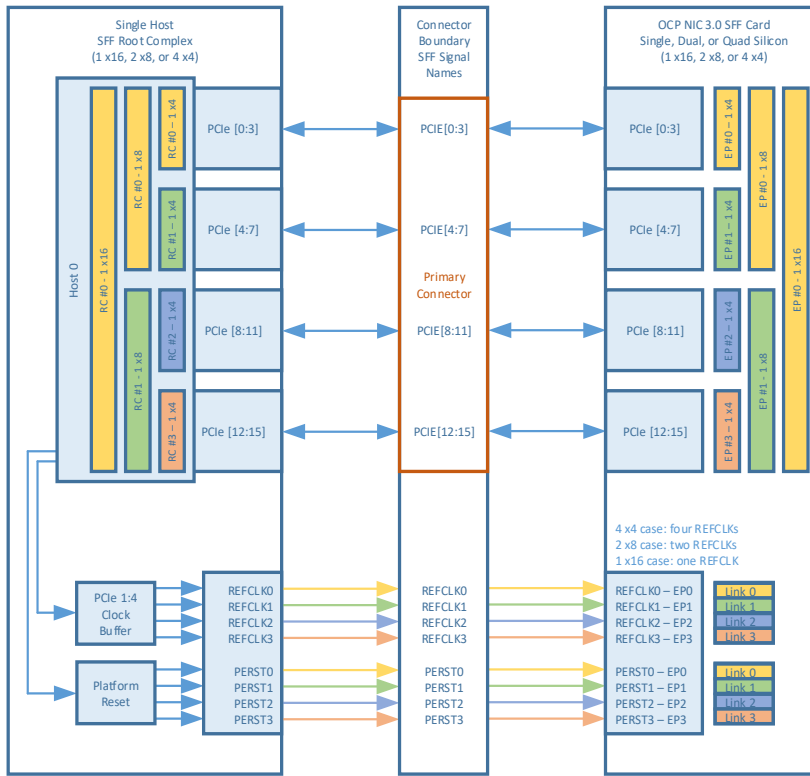 Single Host
SFF Root Complex
(1 x16, 2 x8, or 4 x4)
Connector
Boundary
SFF Signal
Names
OCP NIC 3.0 SFF Card
Single, Dual, or Quad Silicon
(1 x16, 2 x8, or 4 x4)
Host 0
RC #0 - 1 x16
RC #0 - 1 x8
RC #1 - 1 x8
RC #0 – 1 x4
RC #1 – 1 x4
RC #2 – 1 x4
RC #3 – 1 x4
PCIe [0:3]
PCIe [4:7]
PCIe [8:11]
PCIe [12:15]
PCIE[0:3]
PCIE[4:7]
Primary
Connector
PCIE[8:11]
PCIE[12:15]
PCIe [0:3]
PCIe [4:7]
PCIe [8:11]
PCIe [12:15]
EP #0 – 1 x4
EP #1 – 1 x4
EP #2 – 1 x4
EP #3 – 1 x4
EP #0 - 1 x8
EP #1 - 1 x8
EP #0 - 1 x16
4 x4 case: four REFCLKs
2 x8 case: two REFCLKs
1 x16 case: one REFCLK
PCIe 1:4
Clock
Buffer
REFCLK0
REFCLK1
REFCLK2
REFCLK3
REFCLK0
REFCLK1
REFCLK2
REFCLK3
REFCLK0 – EP0
REFCLK1 – EP1
REFCLK2 – EP2
REFCLK3 – EP3
Link 0
Link 1
Link 2
Link 3
Platform
Reset
PERST0
PERST1
PERST2
PERST3
PERST0
PERST1
PERST2
PERST3
PERST0 – EP0
PERST1 – EP1
PERST2 – EP2
PERST3 – EP3
Link 0
Link 1
Link 2
Link 3